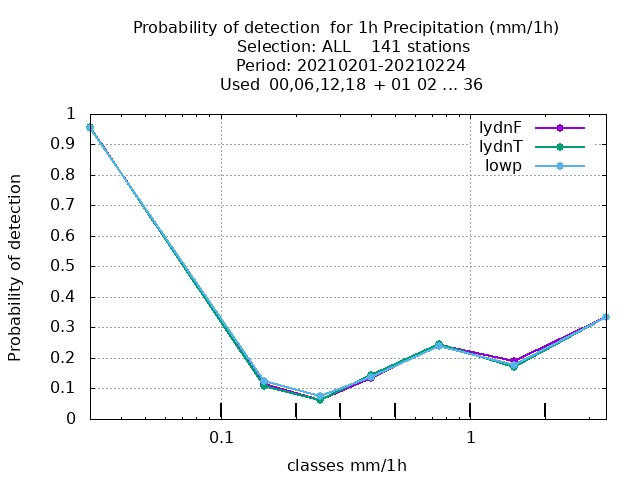 Probability of detection  for 1h Precipitation (mm/1h)
Selection: ALL    141 stations
Period: 20210201-20210224
Used  00,06,12,18  + 01 02 ... 36
lydnF
lydnT
lowp
1
0.9
0.8
0.7
0.6
0.5
0.4
0.3
0.2
0.1
0
Probability of detection
0.1 1
classes mm/1h